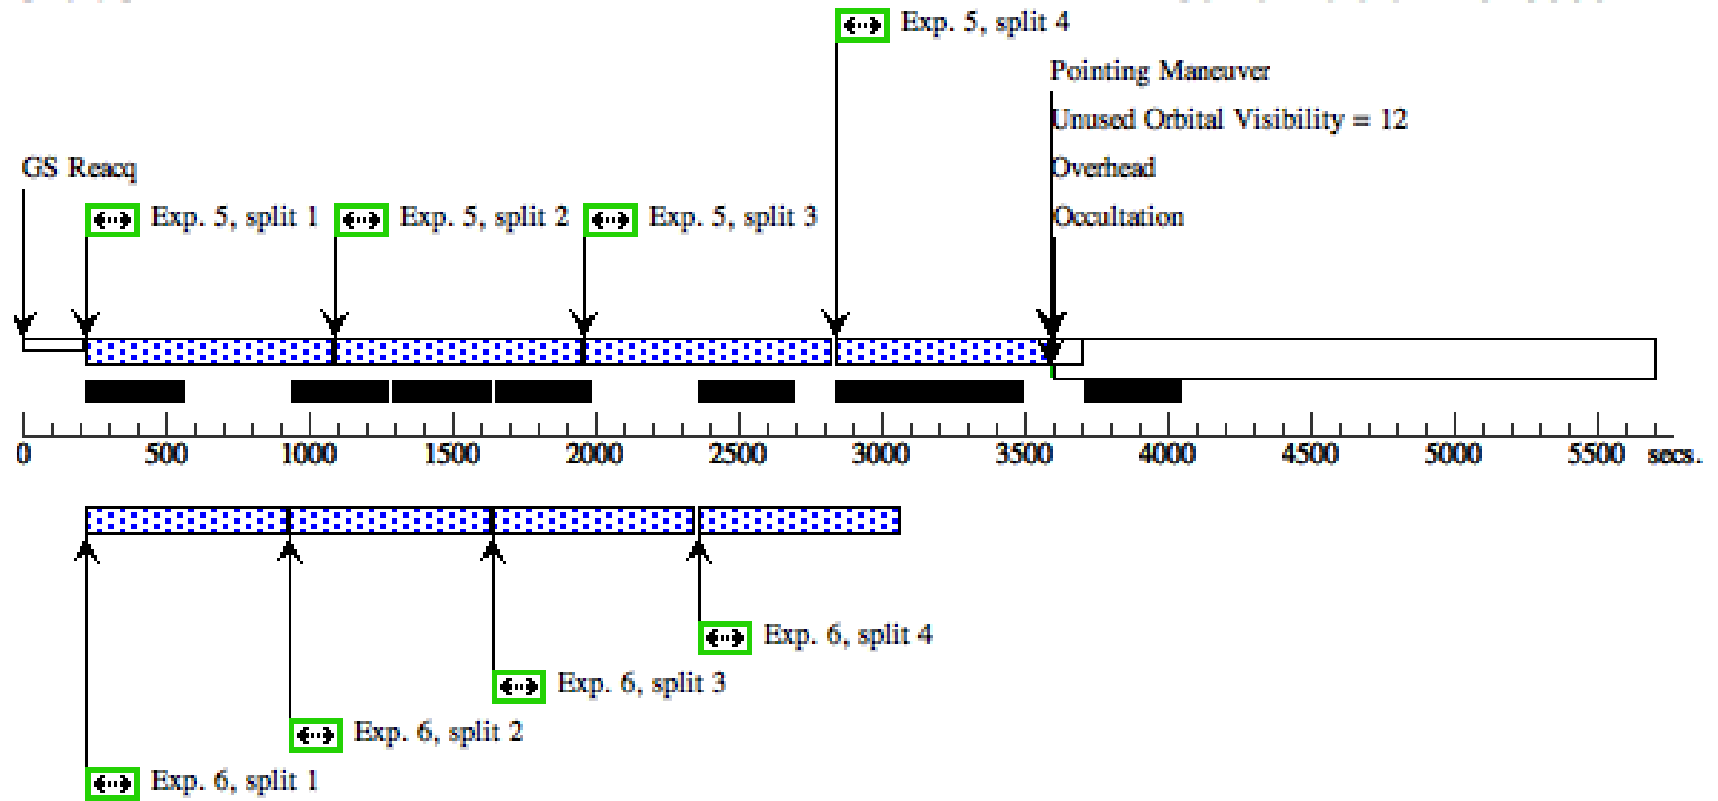 Exp. 5, split 4
Pointing Maneuver
Unused Orbital Visibility = 12
GS Reacq
Overhead
Exp. 5, split 1
Exp. 5, split 2
Exp. 5, split 3
Occultation
0 500 1000 1500 2000 2500 3000 3500 4000 4500 5000 5500 secs.
Exp. 6, split 4
Exp. 6, split 3
Exp. 6, split 2
Exp. 6, split 1